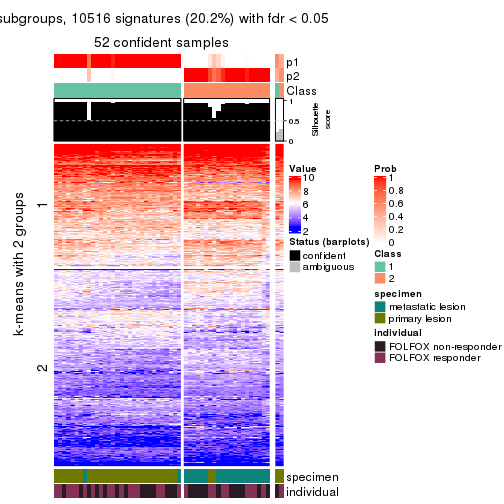 subgroups, 10516 signatures (20.2%) with fdr < 0.05
52 confident samples
p1
p2
Class
1
0.5
0
Silhouette
score
k-means with 2 groups
1
2
specimen
individual
Value
10
8
6
4
2
Status (barplots)
confident
ambiguous
Prob
1
0.8
0.6
0.4
0.2
0
Class
1
2
specimen
metastatic lesion
primary lesion
individual
FOLFOX non-responder
FOLFOX responder